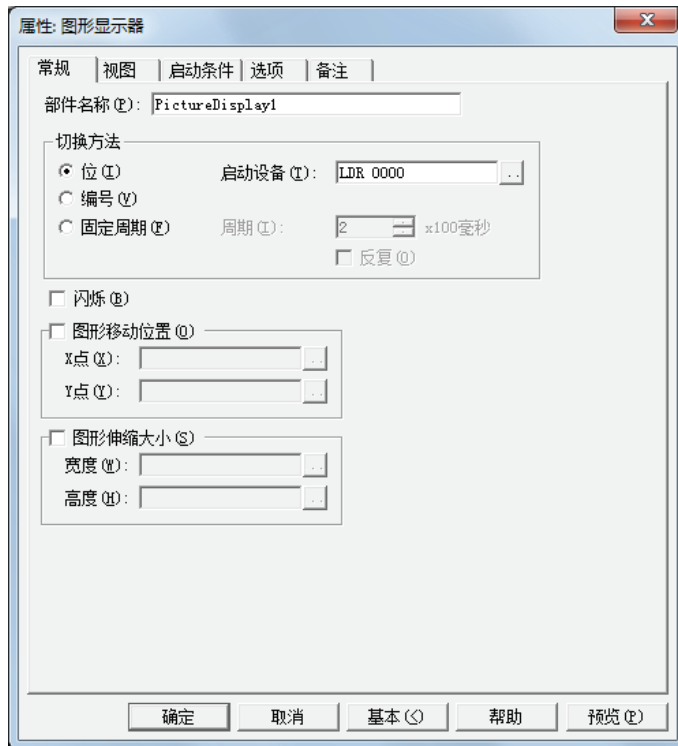 属性: 图形显示器
常规 视图 启动条件 选项 备注
部件名称(P): PictureDisplay1
切换方法
位(I) 启动设备(T): LDR 0000 ..
编号(V)
固定周期(F) 周期(I): 2 x100毫秒
反复(O)
闪烁(B)
图形移动位置(O)
X点(X): ..
Y点(Y): ..
图形伸缩大小(S)
宽度(W): ..
高度(H): ..
确定 取消 基本(<) 帮助 预览(P)